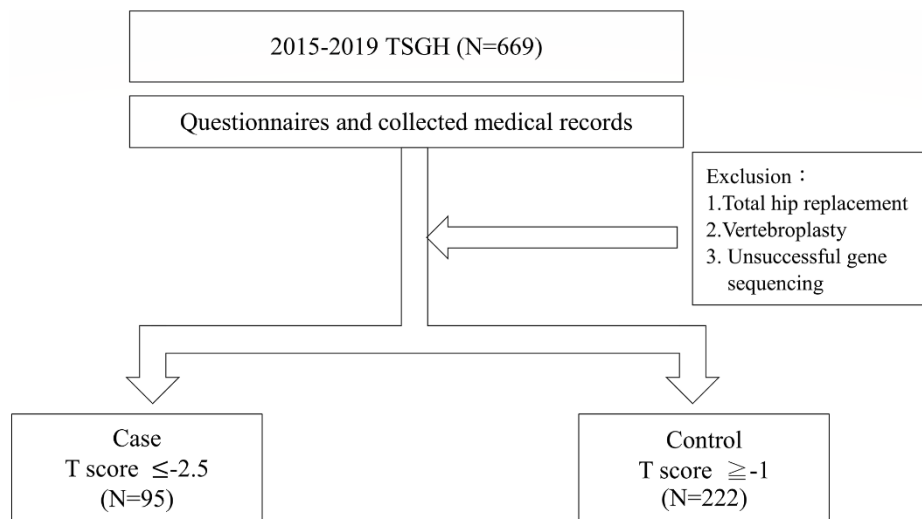 2015-2019 TSGH (N=669)
Questionnaires and collected medical records
Exclusion：
1.Total hip replacement
2.Vertebroplasty
3. Unsuccessful gene
sequencing
Case
T score ≤-2.5
(N=95)
Control
T score ≧-1
(N=222)